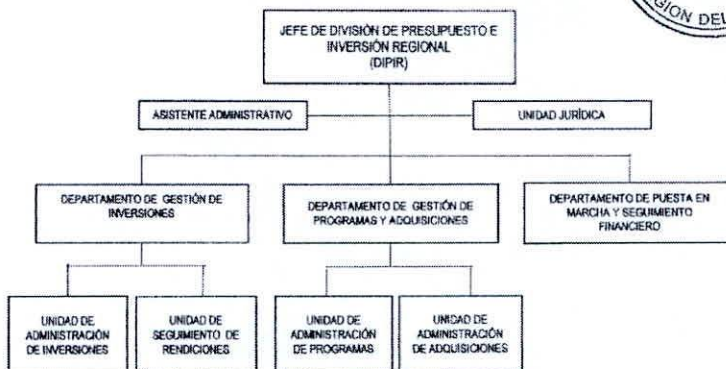 GION DEL
JEFE DE DIVISIÓN DE PRESUPUESTO E
INVERSIÓN REGIONAL
(DIPIR)
ASISTENTE ADMINISTRATIVO
UNIDAD JURÍDICA
DEPARTAMENTO DE GESTIÓN DE
INVERSIONES
DEPARTAMENTO DE GESTIÓN DE
PROGRAMAS Y ADQUISICIONES
DEPARTAMENTO DE PUESTA EN
MARCHA Y SEGUIMIENTO
FINANCIERO
UNIDAD DE
ADMINISTRACIÓN
DE INVERSIONES
UNIDAD DE
SEGUIMIENTO DE
RENDICIONES
UNIDAD DE
ADMINISTRACIÓN
DE PROGRAMAS
UNIDAD DE
ADMINISTRACIÓN
DE ADQUISICIONES